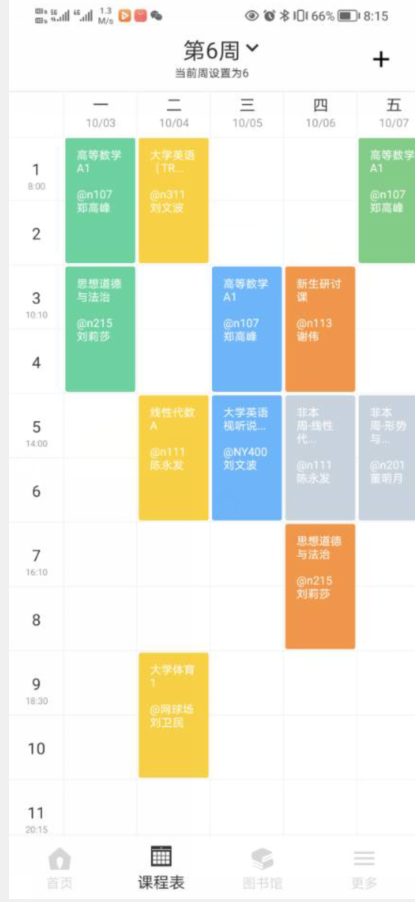 1.3
M/s
66%
8:15
第6周
当前周设置为6
+
一
二
三
四
五
10/03
10/04
10/05
10/06
10/07
1
8:00
高等数学
A1
@n107
郑高峰
大学英语
（TR...
@n311
刘文波
高等数学
A1
@n107
郑高峰
2
3
10:10
思想道德
与法治
@n215
刘莉莎
高等数学
A1
@n107
郑高峰
新生研讨
课
@n113
谢伟
4
5
14:00
线性代数
A
@n111
陈永发
大学英语
视听说...
@NY400
刘文波
非本
周·线性
代...
@n111
陈永发
非本
周·形势
与...
@n201
董明月
6
7
16:10
思想道德
与法治
@n215
刘莉莎
8
9
18:30
大学体育
1
@网球场
刘卫民
10
11
20:15
首页
课程表
图书馆
更多